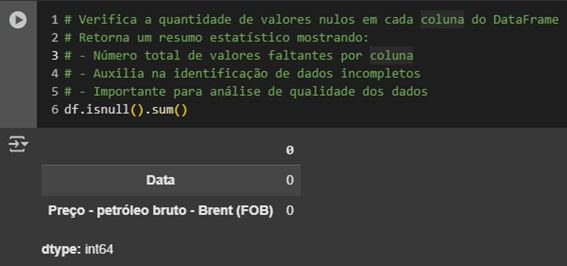 1 # Verifica a quantidade de valores nulos em cada coluna do DataFrame
2 # Retorna um resumo estatístico mostrando:
3 # - Número total de valores faltantes por coluna
4 # - Auxilia na identificação de dados incompletos
5 # - Importante para análise de qualidade dos dados
6 df.isnull().sum()
0
Data 0
Preço - petróleo bruto - Brent (FOB) 0
dtype: int64